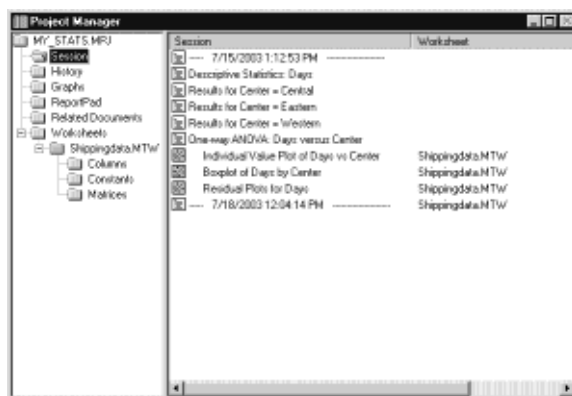 Project Manager
MY_STATS.MPJ
Session
History
Graphs
ReportPad
Related Documents
Worksheets
Shippingdata.MTW
Columns
Constants
Matrices
Session Worksheet
---- 7/15/2003 1:12:53 PM --------------
Descriptive Statistics: Days
Results for Center = Central
Results for Center = Eastern
Results for Center = Western
One-way ANOVA: Days versus Center
Individual Value Plot of Days vs Center Shippingdata.MTW
Boxplot of Days by Center Shippingdata.MTW
Residual Plots for Days Shippingdata.MTW
---- 7/18/2003 12:04:14 PM -------------- Shippingdata.MTW